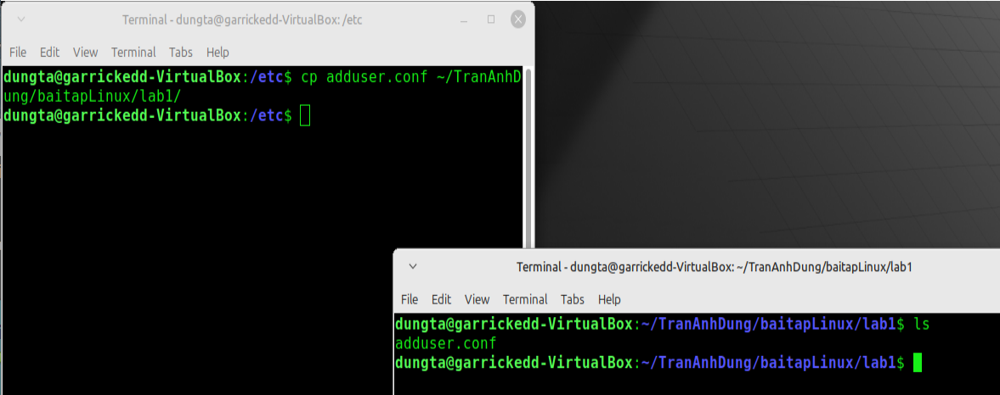 Terminal - dungta@garrickedd-VirtualBox: /etc
File Edit View Terminal Tabs Help
dungta@garrickedd-VirtualBox:/etc$ cp adduser.conf ~/TranAnhD
ung/baitapLinux/lab1/
dungta@garrickedd-VirtualBox:/etc$
Terminal - dungta@garrickedd-VirtualBox: ~/TranAnhDung/baitapLinux/lab1
File Edit View Terminal Tabs Help
dungta@garrickedd-VirtualBox:~/TranAnhDung/baitapLinux/lab1$ ls
adduser.conf
dungta@garrickedd-VirtualBox:~/TranAnhDung/baitapLinux/lab1$